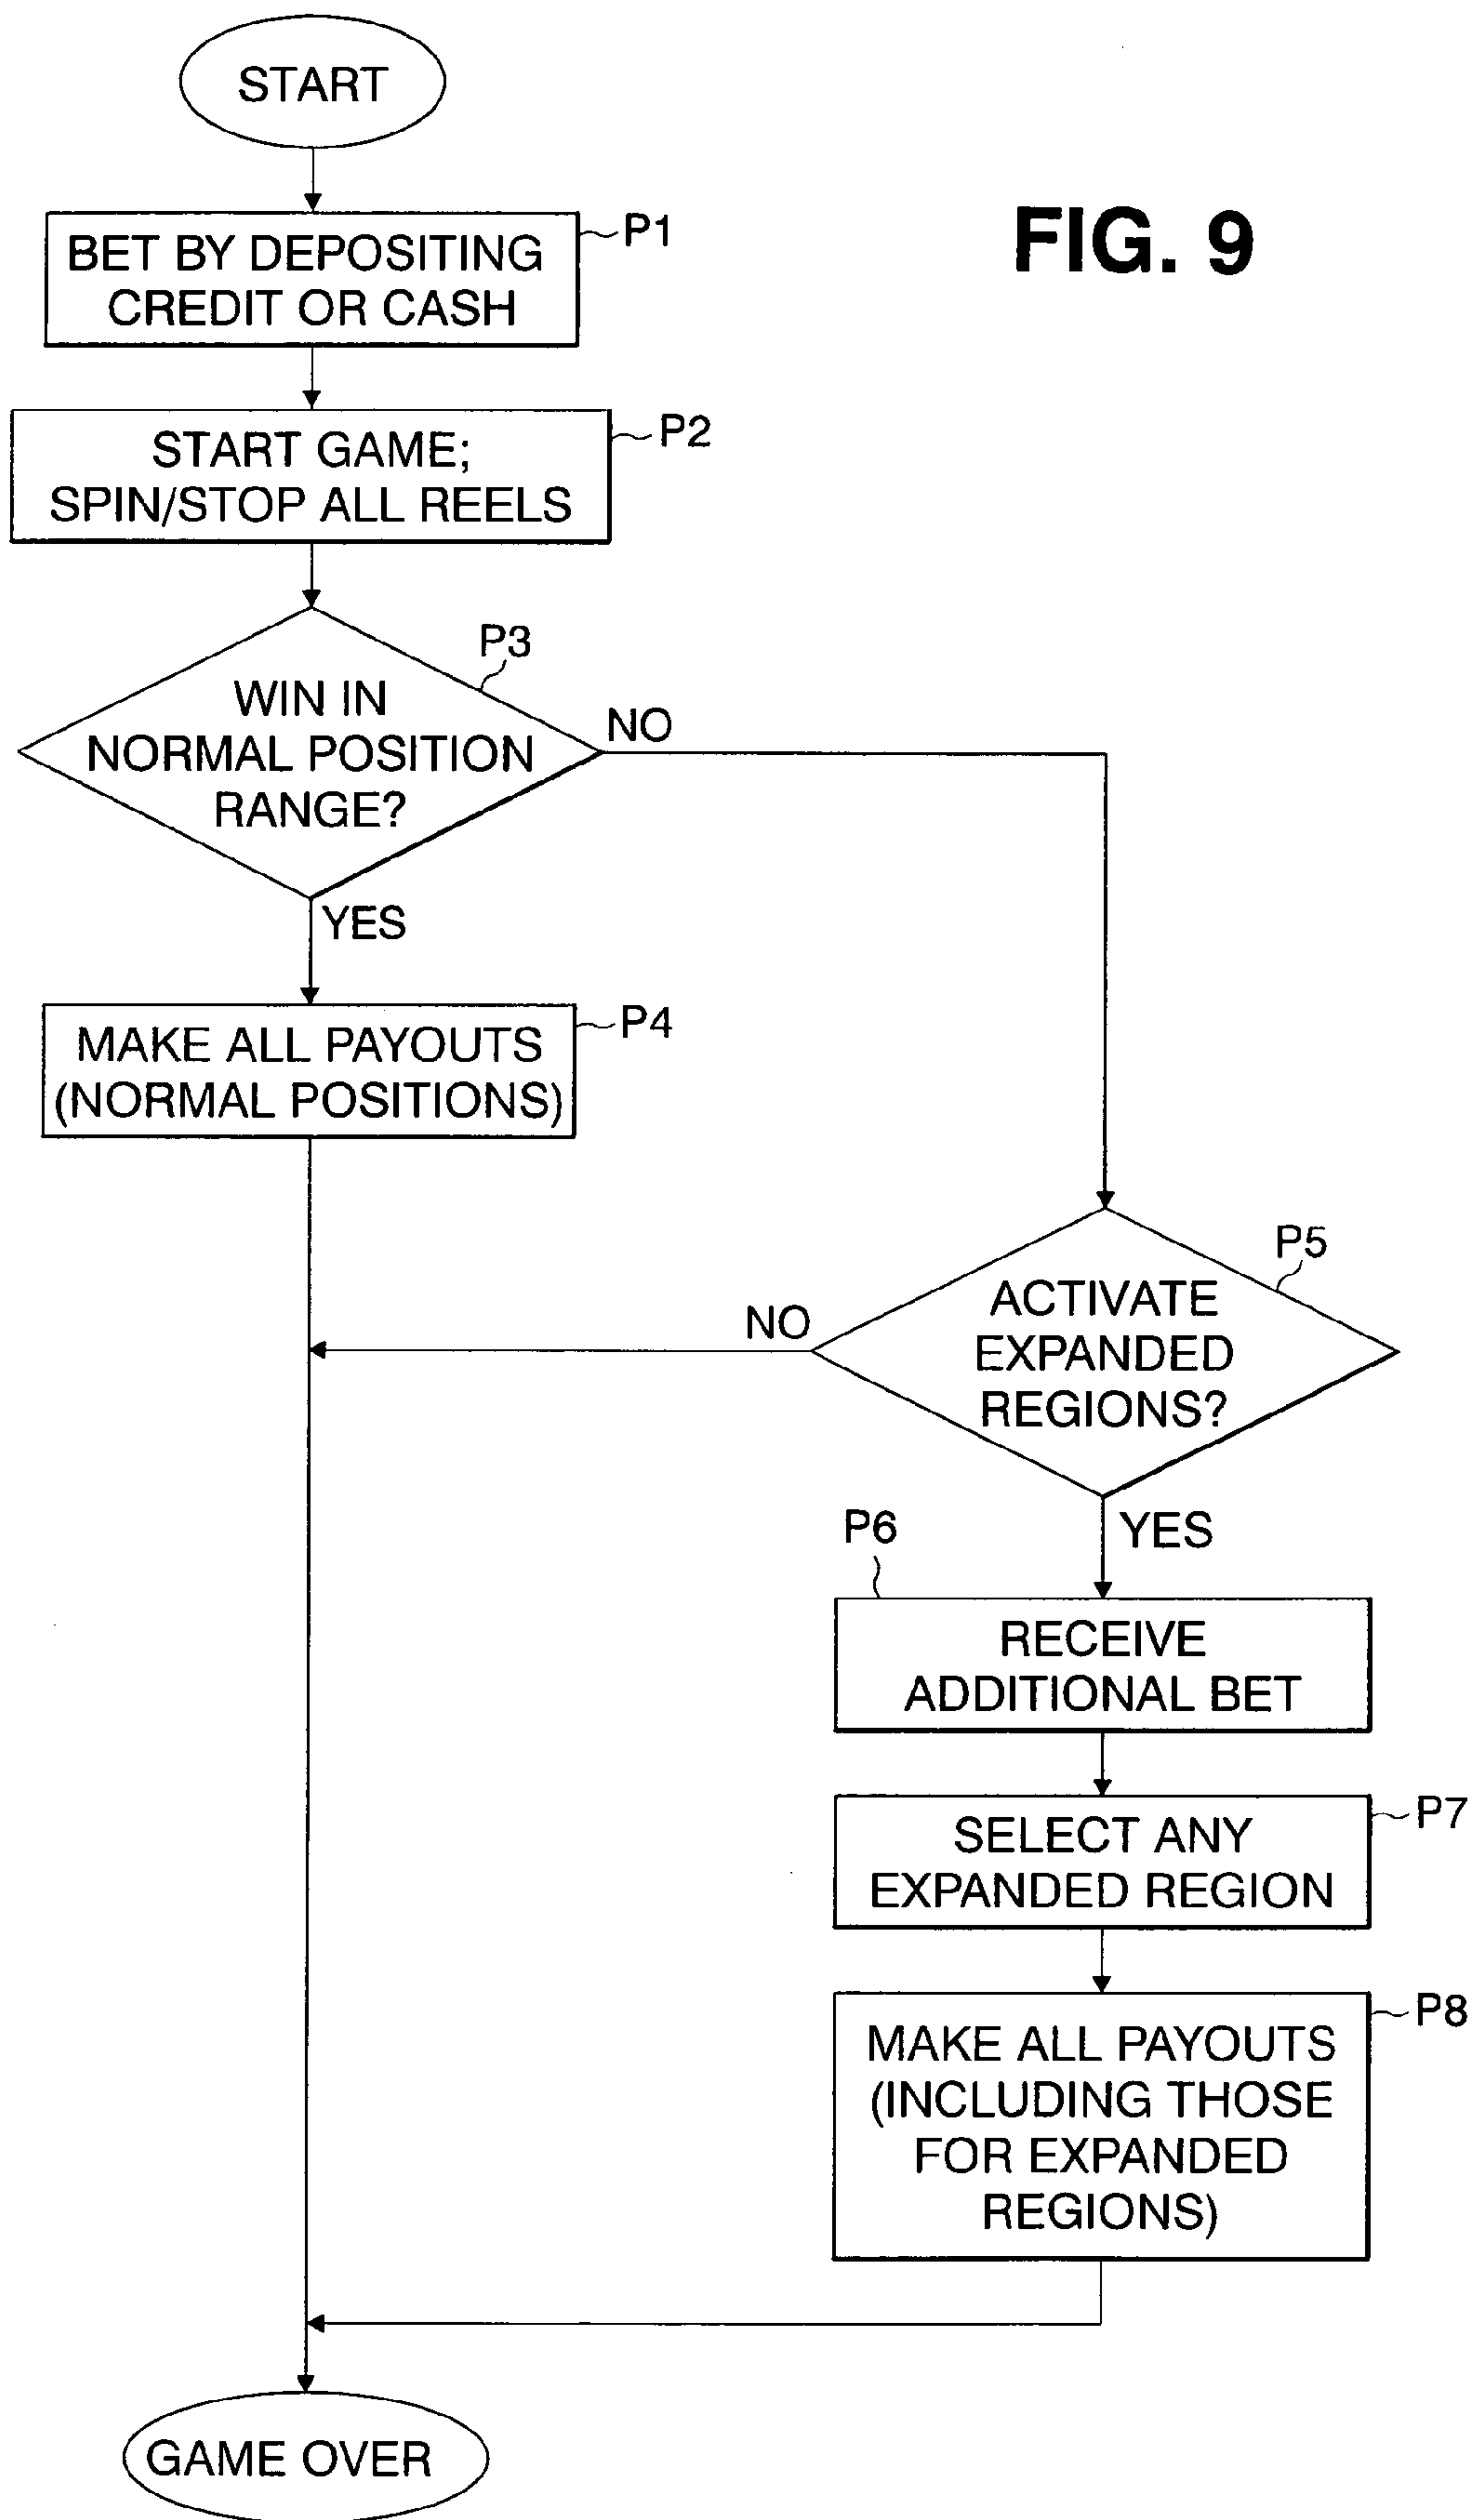 START
FIG. 9
P1
BET BY DEPOSITING
CREDIT OR CASH
P2
START GAME;
SPIN/STOP ALL REELS
P3
WIN IN
NORMAL POSITION
RANGE?
NO
YES
P4
MAKE ALL PAYOUTS
(NORMAL POSITIONS)
P5
ACTIVATE
EXPANDED
REGIONS?
NO
YES
P6
RECEIVE
ADDITIONAL BET
P7
SELECT ANY
EXPANDED REGION
P8
MAKE ALL PAYOUTS
(INCLUDING THOSE
FOR EXPANDED
REGIONS)
GAME OVER